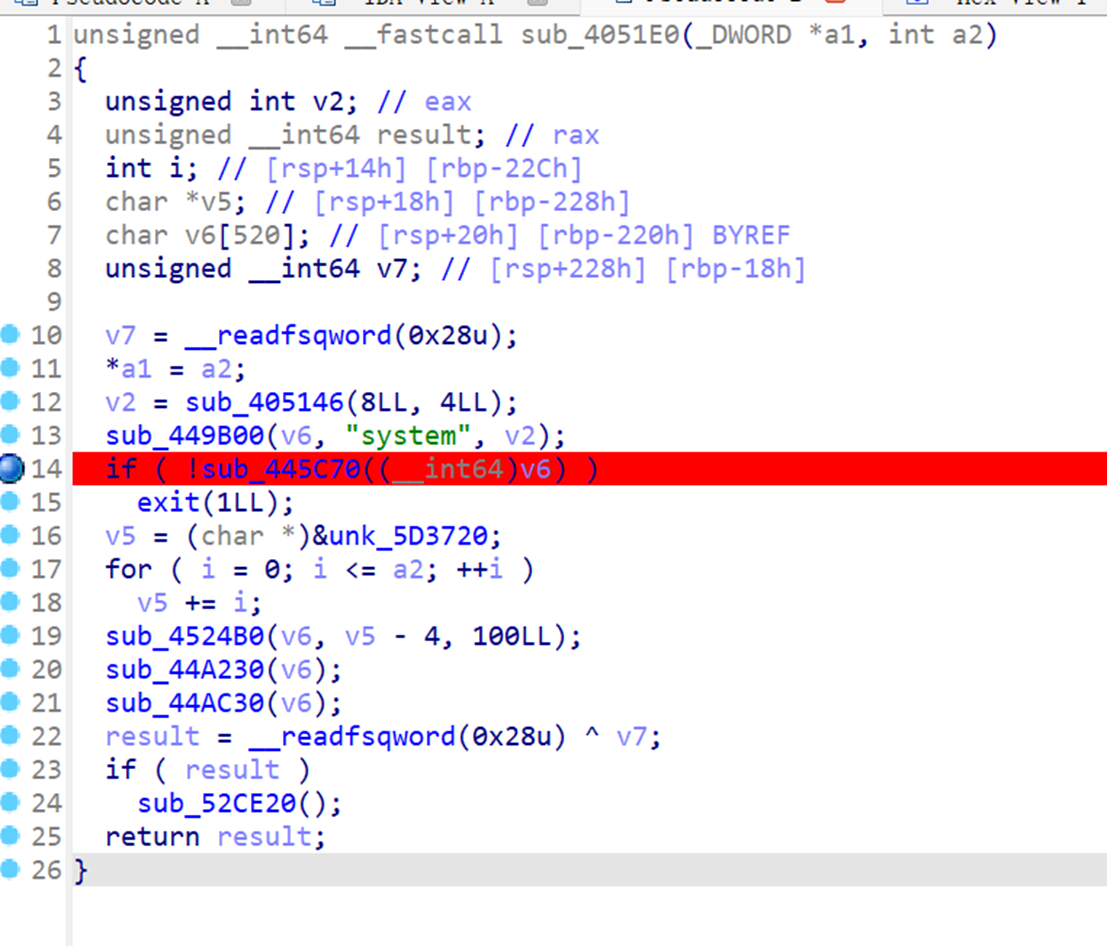 1 unsigned __int64 __fastcall sub_4051E0(_DWORD *a1, int a2)
2 {
3   unsigned int v2; // eax
4   unsigned __int64 result; // rax
5   int i; // [rsp+14h] [rbp-22Ch]
6   char *v5; // [rsp+18h] [rbp-228h]
7   char v6[520]; // [rsp+20h] [rbp-220h] BYREF
8   unsigned __int64 v7; // [rsp+228h] [rbp-18h]
9
10   v7 = __readfsqword(0x28u);
11   *a1 = a2;
12   v2 = sub_405146(8LL, 4LL);
13   sub_449B00(v6, "system", v2);
14   if ( !sub_445C70((__int64)v6) )
15     exit(1LL);
16   v5 = (char *)&unk_5D3720;
17   for ( i = 0; i <= a2; ++i )
18     v5 += i;
19   sub_4524B0(v6, v5 - 4, 100LL);
20   sub_44A230(v6);
21   sub_44AC30(v6);
22   result = __readfsqword(0x28u) ^ v7;
23   if ( result )
24     sub_52CE20();
25   return result;
26 }